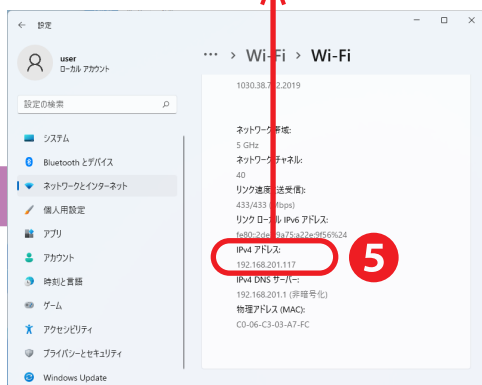 ← 設定
user
ローカル アカウント
… > Wi-Fi > Wi-Fi
設定の検索
システム
Bluetooth とデバイス
ネットワークとインターネット
個人用設定
アプリ
アカウント
時刻と言語
ゲーム
アクセシビリティ
プライバシーとセキュリティ
Windows Update
ネットワーク帯域:
5 GHz
ネットワーク チャネル:
40
リンク速度 (送受信):
433/433 (Mbps)
リンク ローカル IPv6 アドレス:
IPv4 アドレス:
192.168.201.117
5
IPv4 DNS サーバー:
192.168.201.1 (非暗号化)
物理アドレス (MAC):
C0-06-C3-03-A7-FC